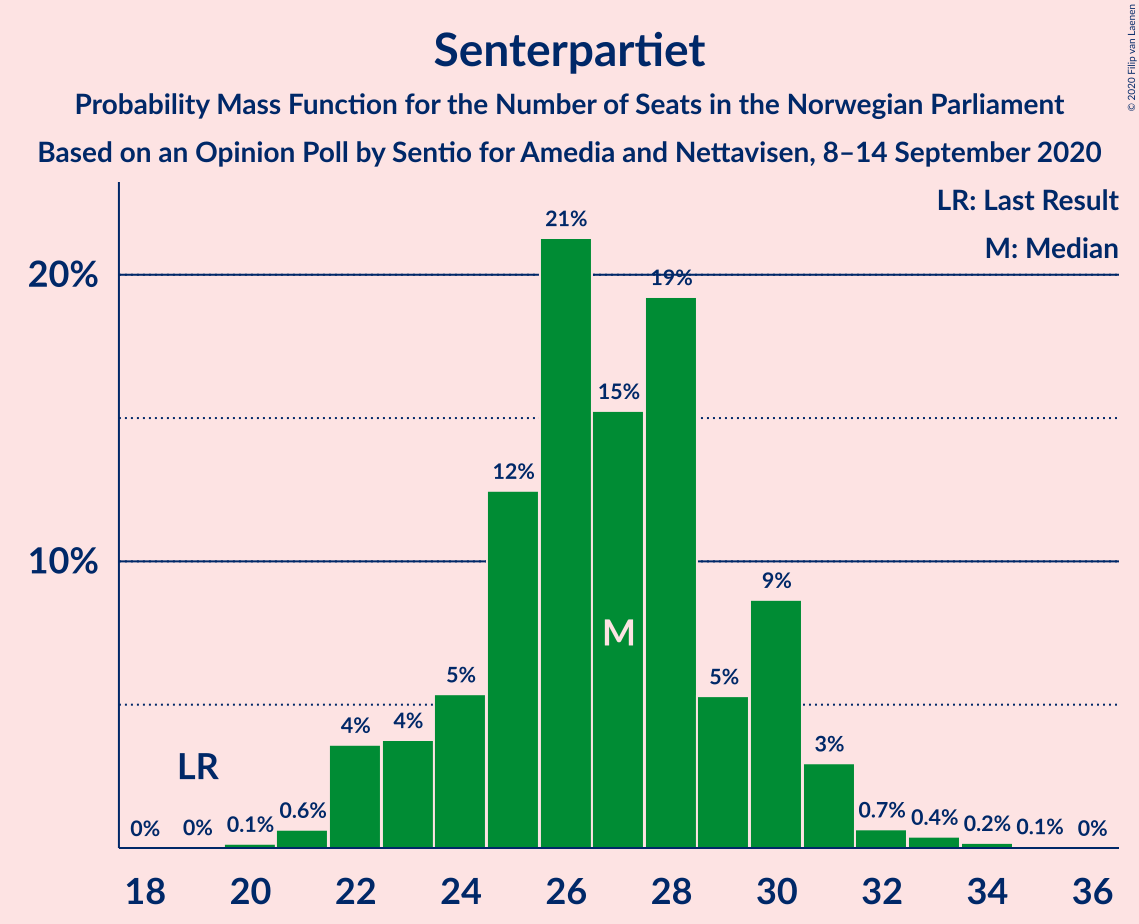 Senterpartiet
Probability Mass Function for the Number of Seats in the Norwegian Parliament
Based on an Opinion Poll by Sentio for Amedia and Nettavisen, 8–14 September 2020
© 2020 Filip van Laenen
LR: Last Result
M: Median
20%
10%
0%
0%
0.1%
0.6%
4%
4%
5%
12%
21%
15%
19%
5%
9%
3%
0.7%
0.4%
0.2%
0.1%
0%
LR
M
18 20 22 24 26 28 30 32 34 36